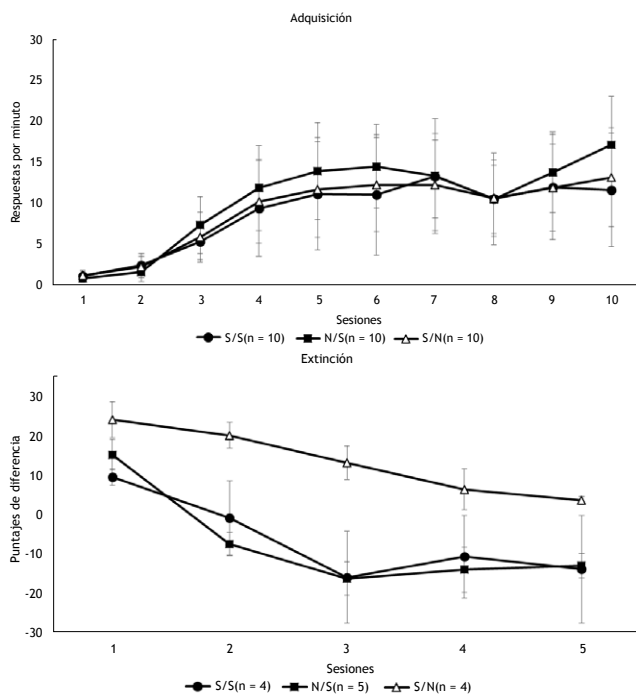 Adquisición
30
25
20
15
10
5
0
Respuestas por minuto
1 2 3 4 5 6 7 8 9 10
Sesiones
S/S(n = 10) N/S(n = 10) S/N(n = 10)
Extinción
30
20
10
0
-10
-20
-30
Puntajes de diferencia
1 2 3 4 5
Sesiones
S/S(n = 4) N/S(n = 5) S/N(n = 4)